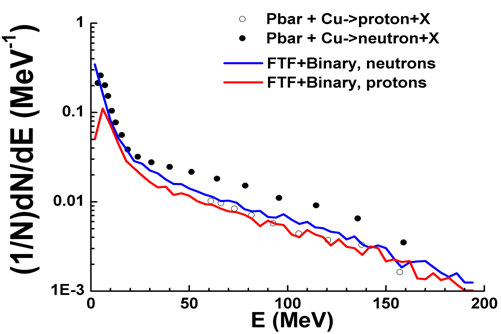 Pbar + Cu->proton+X
Pbar + Cu->neutron+X
FTF+Binary, neutrons
FTF+Binary, protons
(1/N)dN/dE (MeV⁻¹)
1
0.1
0.01
1E-3
0 50 100 150 200
E (MeV)